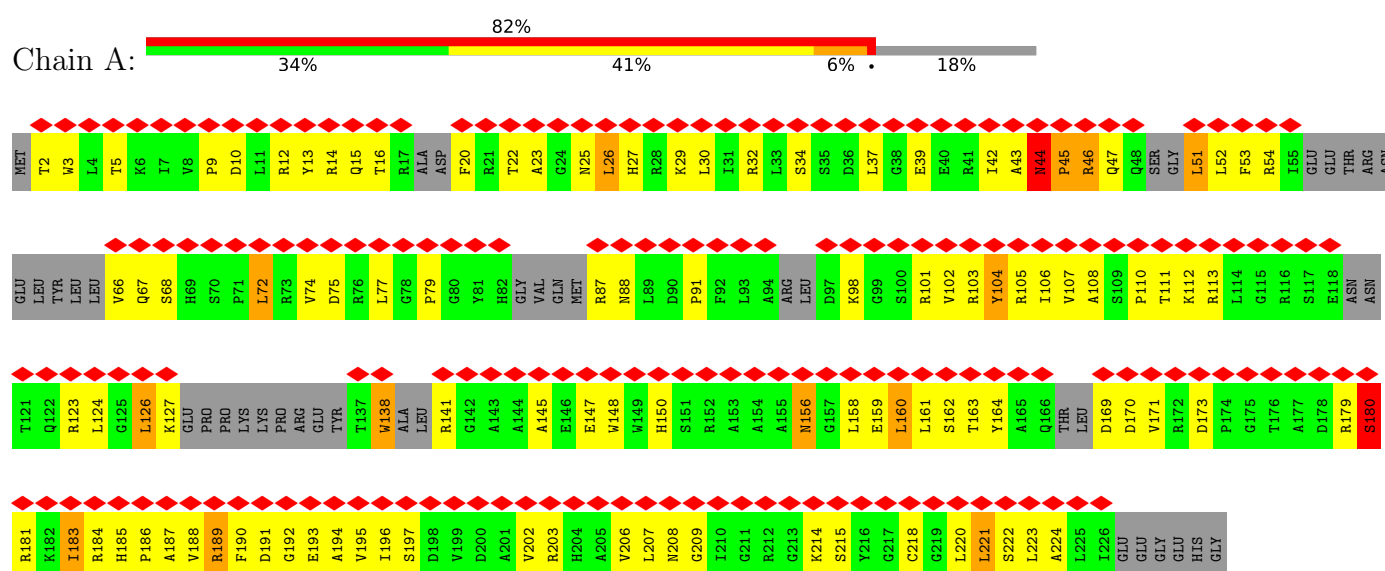 82%
Chain A:
34% 41% 6% • 18%
MET T2 W3 L4 T5 K6 I7 V8 P9 D10 L11 R12 Y13 R14 Q15 T16 R17 ALA ASP F20 R21 T22 A23 G24 N25 L26 H27 R28 K29 L30 I31 R32 L33 S34 S35 D36 L37 G38 E39 E40 R41 I42 A43 N44 P45 R46 Q47 Q48 SER GLY L51 L52 F53 R54 I55 GLU GLU THR ARG
GLU LEU TYR LEU LEU V66 Q67 S68 H69 S70 P71 L72 R73 V74 D75 R76 L77 G78 P79 G80 Y81 H82 GLY VAL GLN MET R87 N88 L89 D90 P91 F92 L93 A94 ARG LEU D97 K98 G99 S100 R101 V102 R103 Y104 R105 I106 V107 A108 S109 P110 T111 K112 R113 L114 G115 R116 S117 E118 ASN ASN
T121 Q122 R123 L124 G125 L126 K127 GLU PRO PRO LYS LYS PRO ARG GLU TYR T137 W138 ALA LEU R141 G142 A143 A144 A145 E146 E147 W148 W149 H150 S151 R152 A153 A154 A155 N156 G157 L158 E159 L160 L161 S162 T163 Y164 A165 Q166 THR LEU D169 D170 V171 R172 D173 P174 G175 T176 A177 D178 R179 S180
R181 K182 I183 R184 H185 P186 A187 V188 R189 F190 D191 G192 E193 A194 V195 I196 S197 D198 V199 D200 A201 V202 R203 H204 A205 V206 L207 N208 G209 I210 G211 R212 G213 K214 S215 Y216 G217 C218 G219 L220 L221 S222 L223 A224 L225 I226 GLU GLU GLY GLU HIS GLY